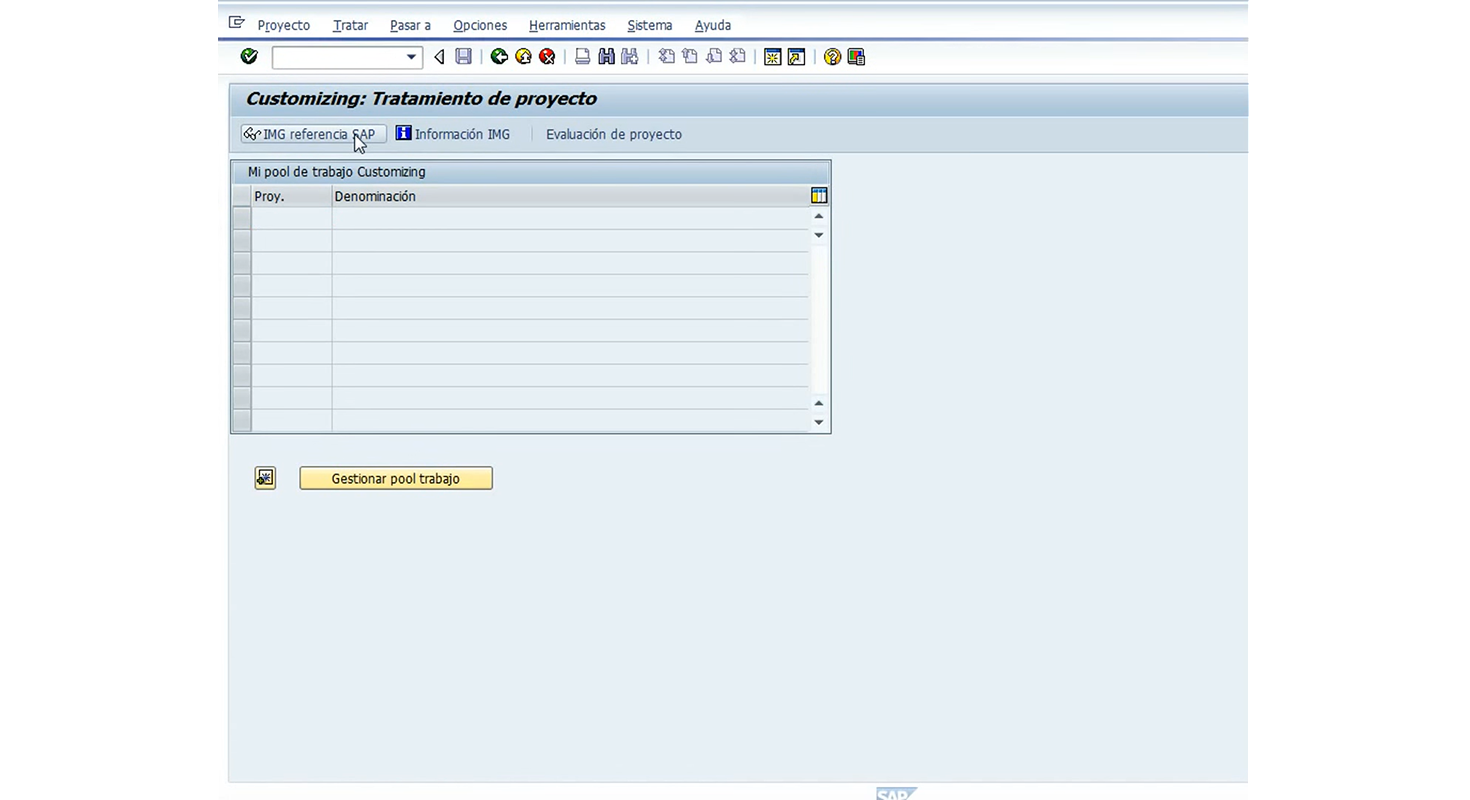 Proyecto Tratar Pasar a Opciones Herramientas Sistema Ayuda
Customizing: Tratamiento de proyecto
IMG referencia SAP Información IMG Evaluación de proyecto
Mi pool de trabajo Customizing
Proy. Denominación
Gestionar pool trabajo
SAP